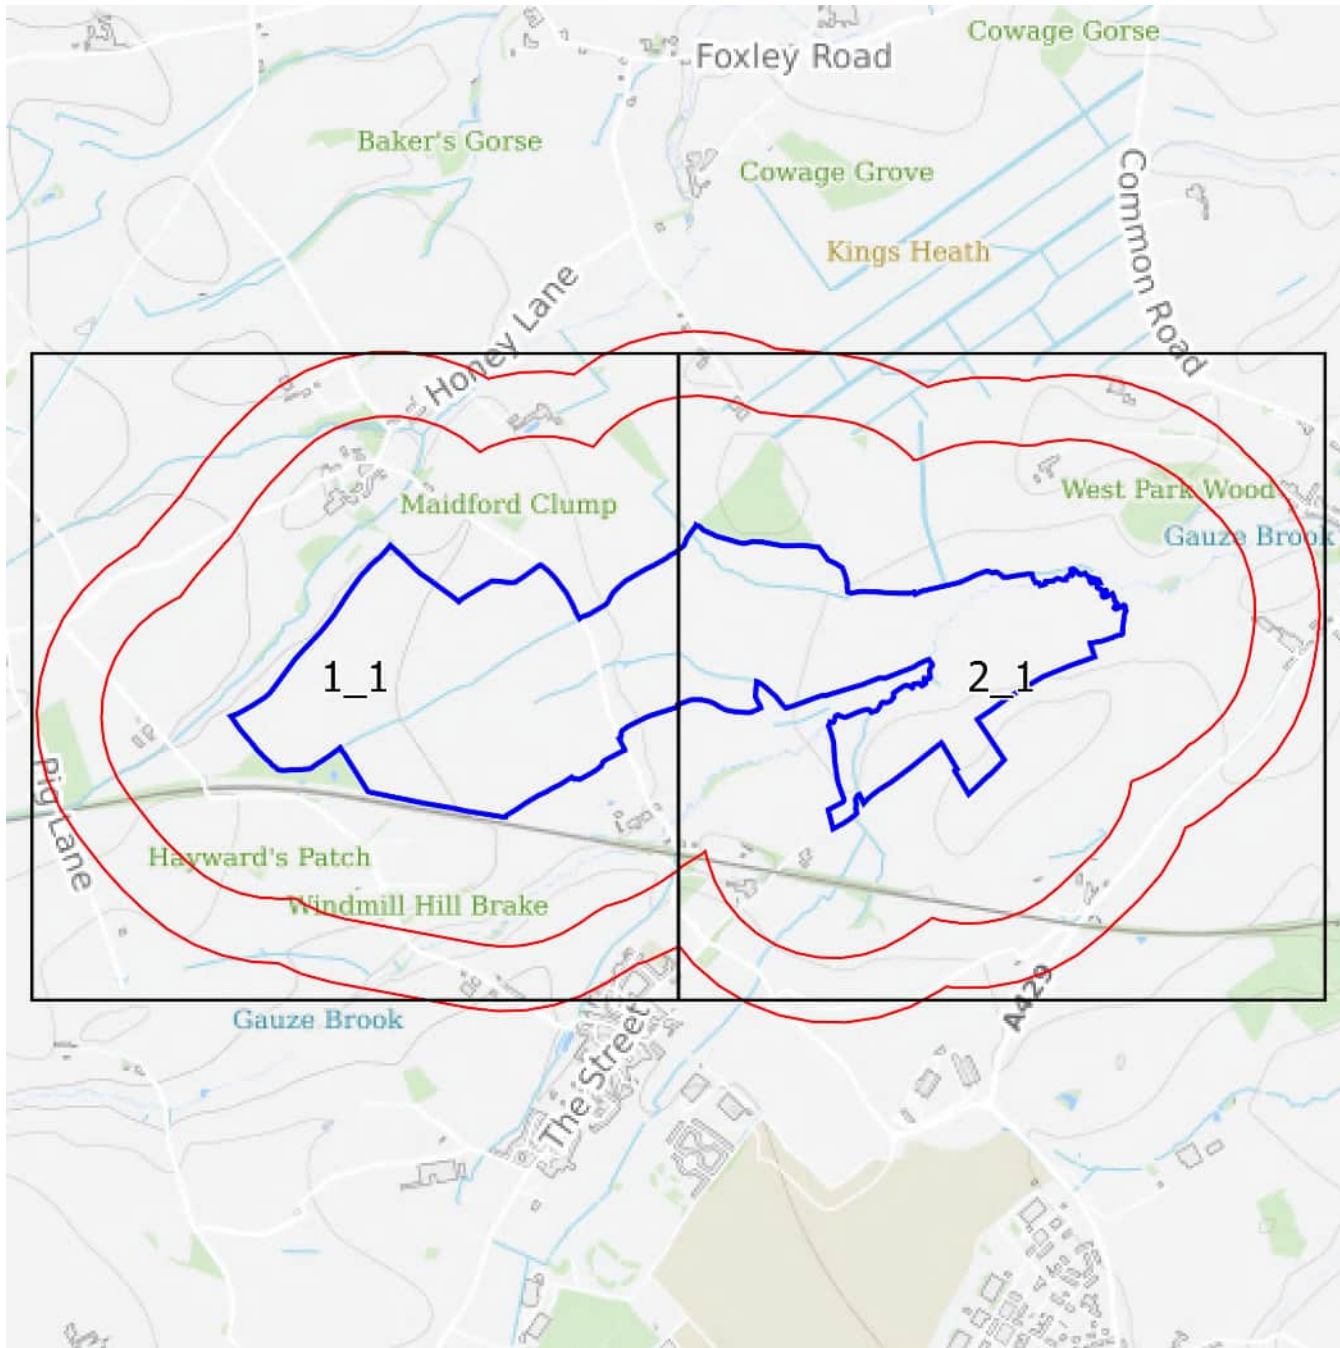 Cowage Gorse
Foxley Road
Baker's Gorse
Cowage Grove
Common Road
Kings Heath
Honey Lane
West Park Wood
Maidford Clump
Gauze Brook
1_1
2_1
Pig Lane
Hayward's Patch
Windmill Hill Brake
A429
Gauze Brook
The Street